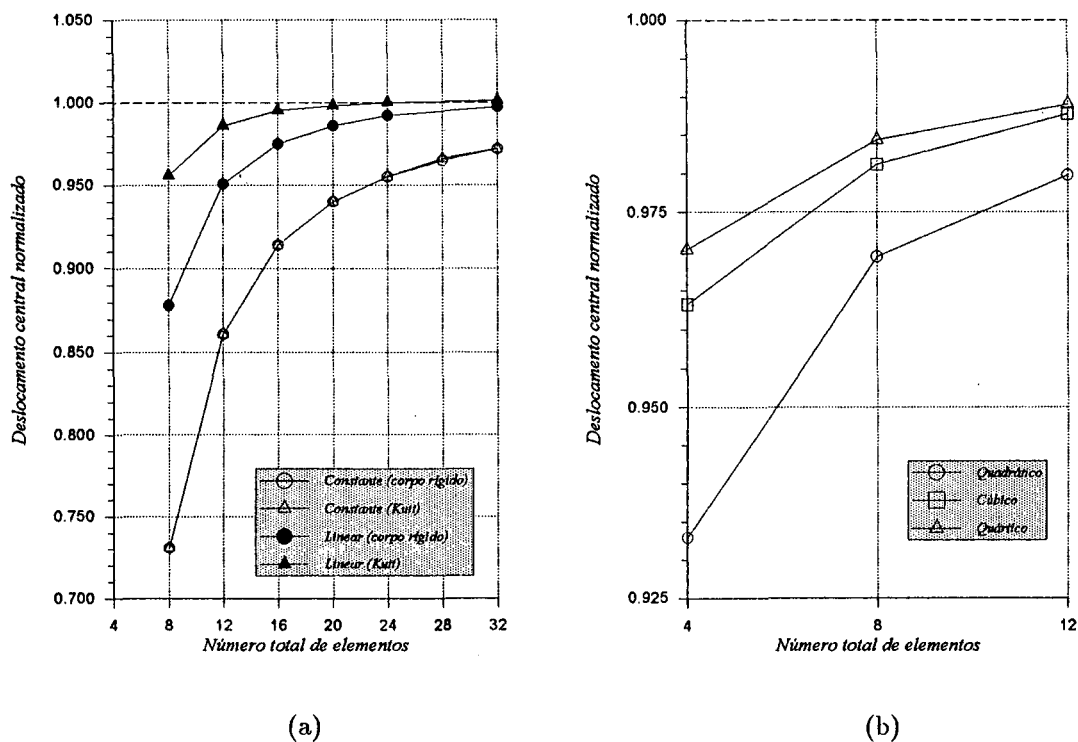 1.050
1.000
0.950
0.900
0.850
0.800
0.750
0.700
Deslocamento central normalizado
4 8 12 16 20 24 28 32
Número total de elementos
Constante (corpo rígido)
Constante (Kutt)
Linear (corpo rígido)
Linear (Kutt)
(a)
1.000
0.975
0.950
0.925
Deslocamento central normalizado
4 8 12
Número total de elementos
Quadrático
Cúbico
Quártico
(b)